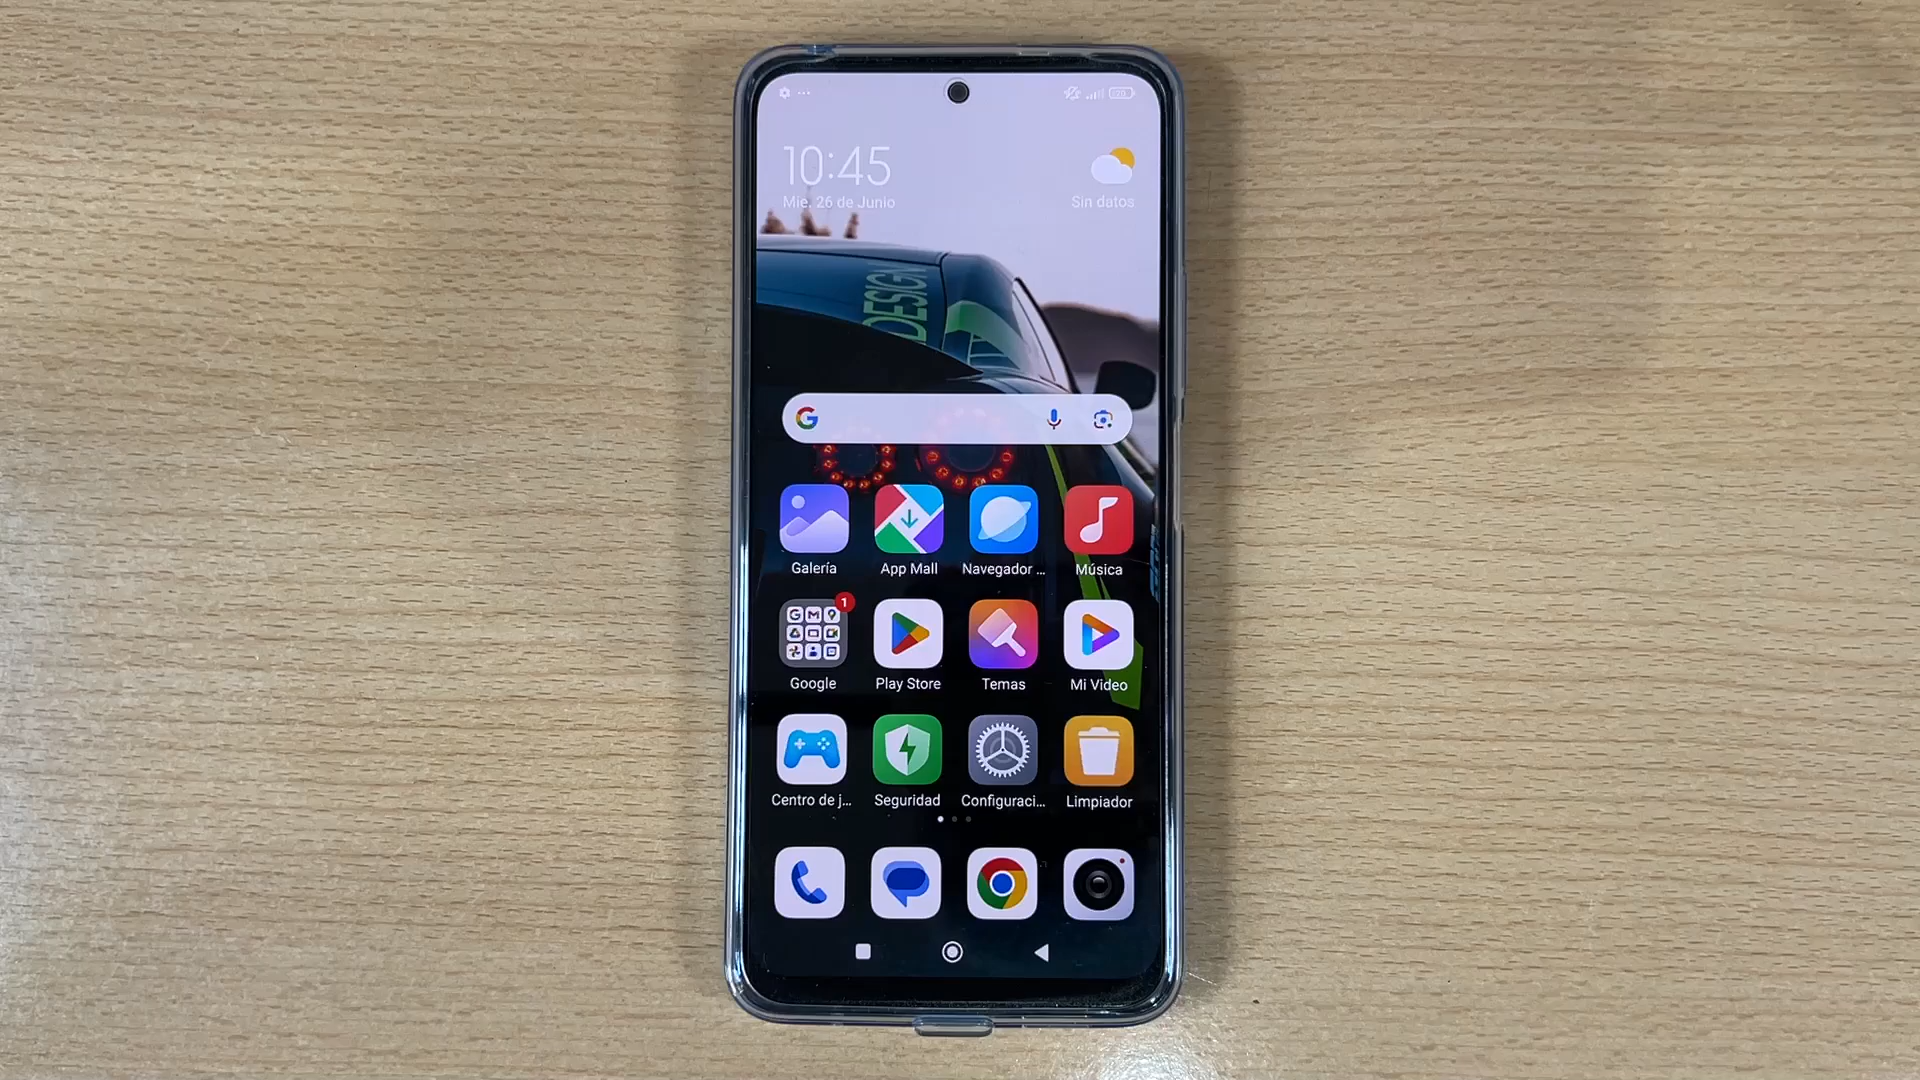 10:45
Mie. 26 de Junio
Sin datos
DESIGN
Galería
App Mall
Navegador ...
Música
1
Google
Play Store
Temas
Mi Video
Centro de j...
Seguridad
Configuraci...
Limpiador